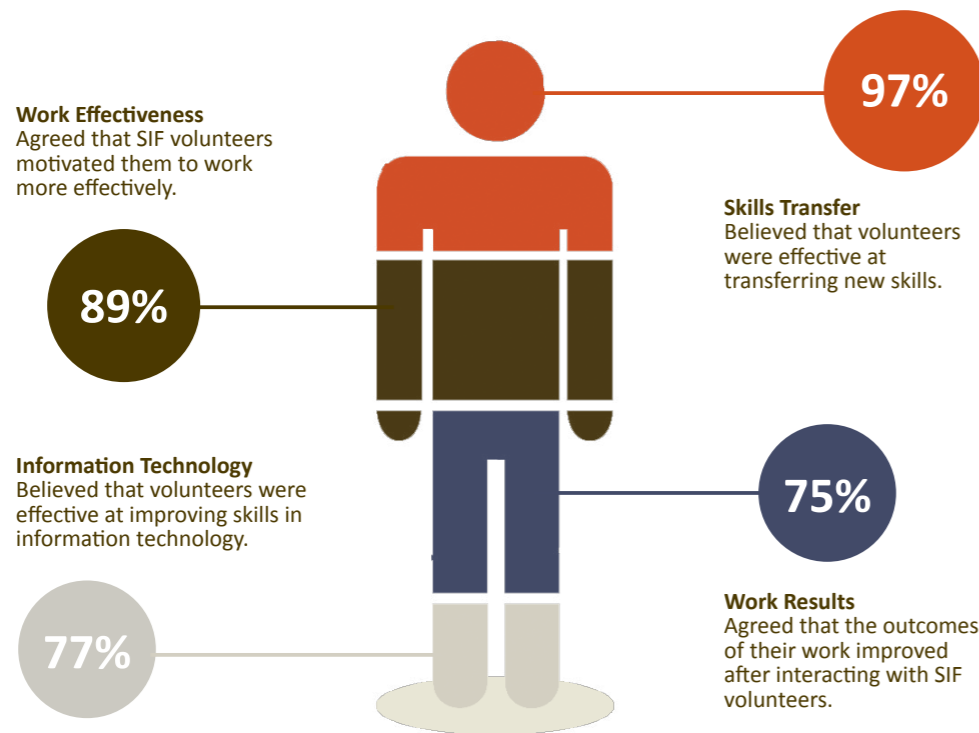 Work Effectiveness
Agreed that SIF volunteers
motivated them to work
more effectively.
89%
97%
Skills Transfer
Believed that volunteers
were effective at
transferring new skills.
Information Technology
Believed that volunteers were
effective at improving skills in
information technology.
77%
75%
Work Results
Agreed that the outcomes
of their work improved
after interacting with SIF
volunteers.